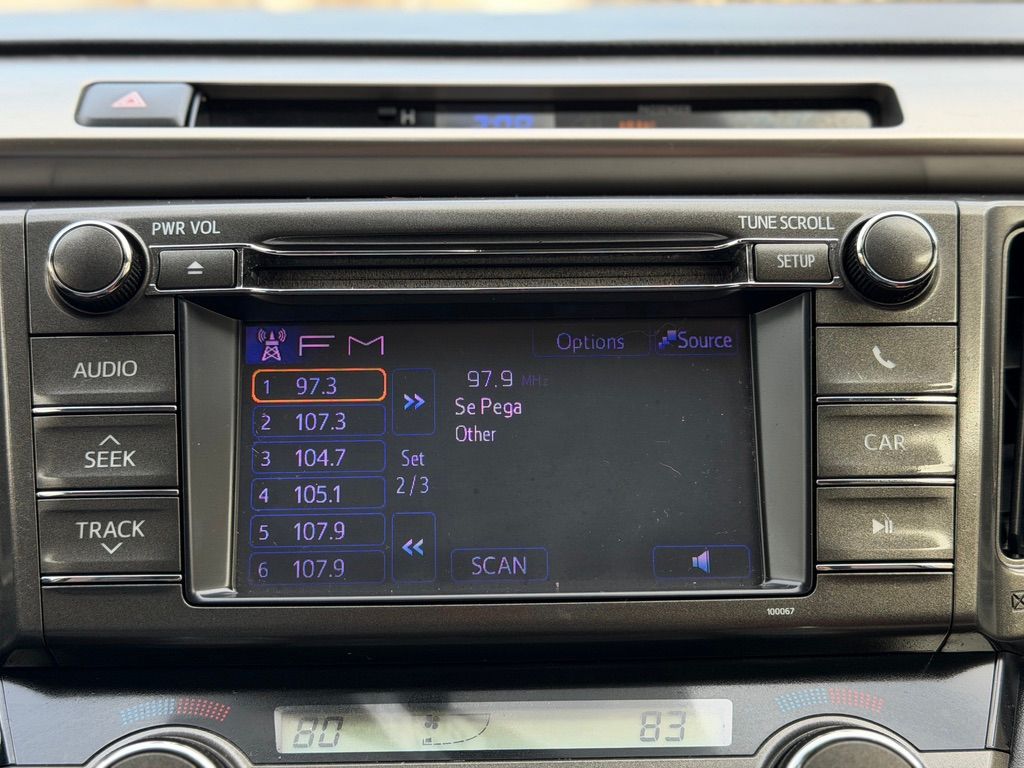 H
PWR VOL
TUNE SCROLL
SETUP
AUDIO
SEEK
TRACK
CAR
FM
Options
Source
1 97.3
2 107.3
3 104.7
4 105.1
5 107.9
6 107.9
Set
2/3
97.9 MHz
Se Pega
Other
SCAN
100067
80
83